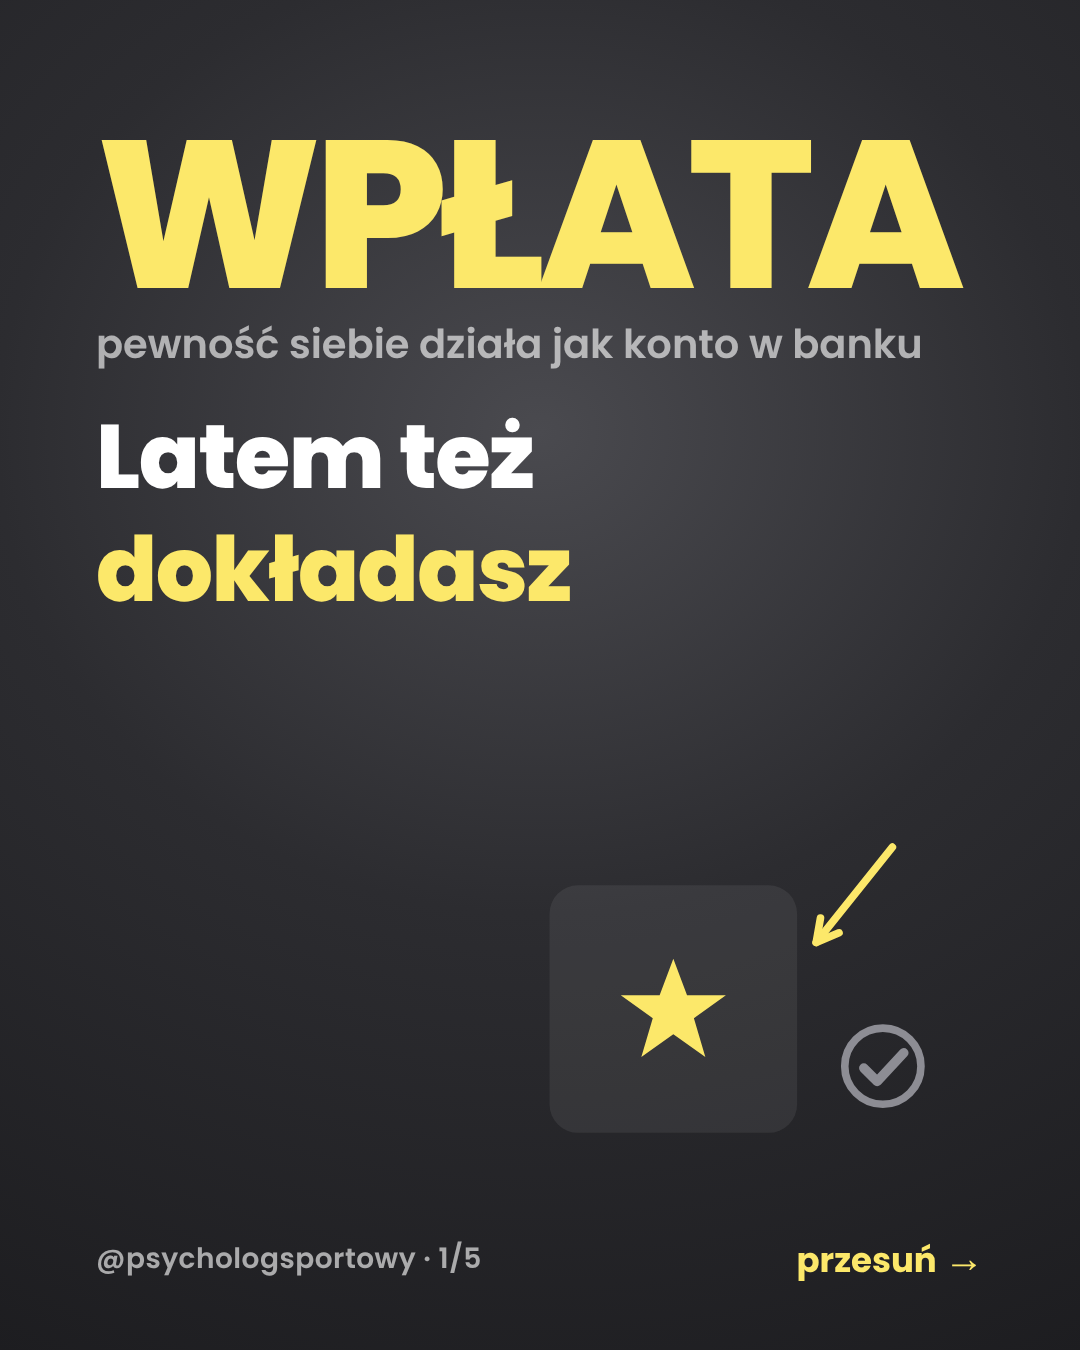 WPŁATA
pewność siebie działa jak konto w banku
Latem też
dokładasz
@psychologsportowy · 1/5
przesuń →